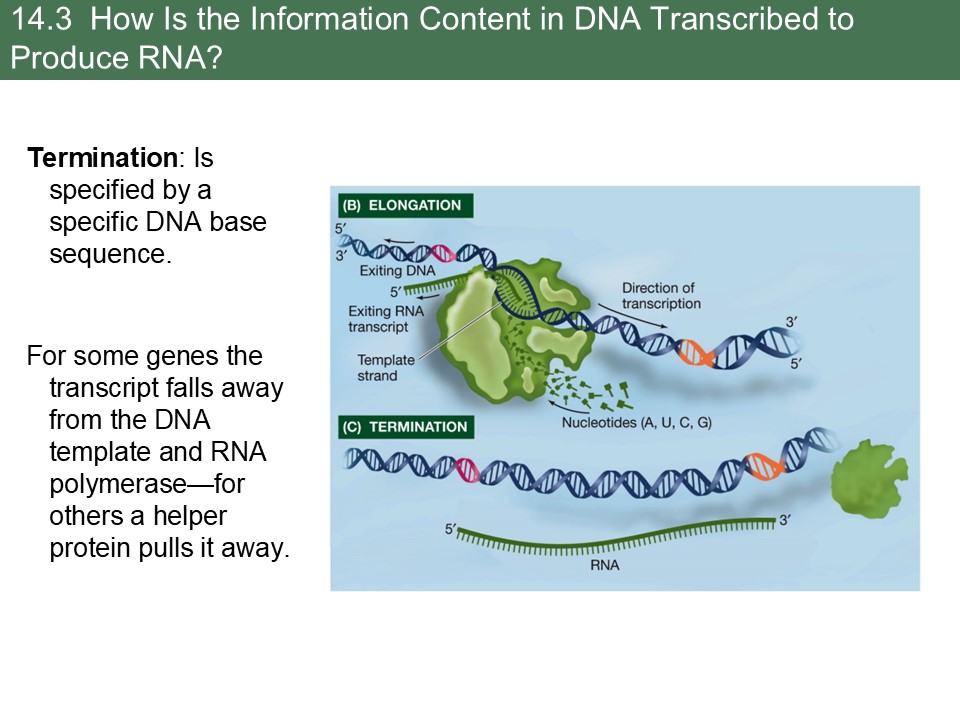 14.3 How Is the Information Content in DNA Transcribed to
Produce RNA?
Termination: Is
specified by a
specific DNA base
sequence.
For some genes the
transcript falls away
from the DNA
template and RNA
polymerase—for
others a helper
protein pulls it away.
(B) ELONGATION
5′
3′
Exiting DNA
5′
Exiting RNA
transcript
Template
strand
Direction of
transcription
3′
5′
Nucleotides (A, U, C, G)
(C) TERMINATION
5′
3′
RNA